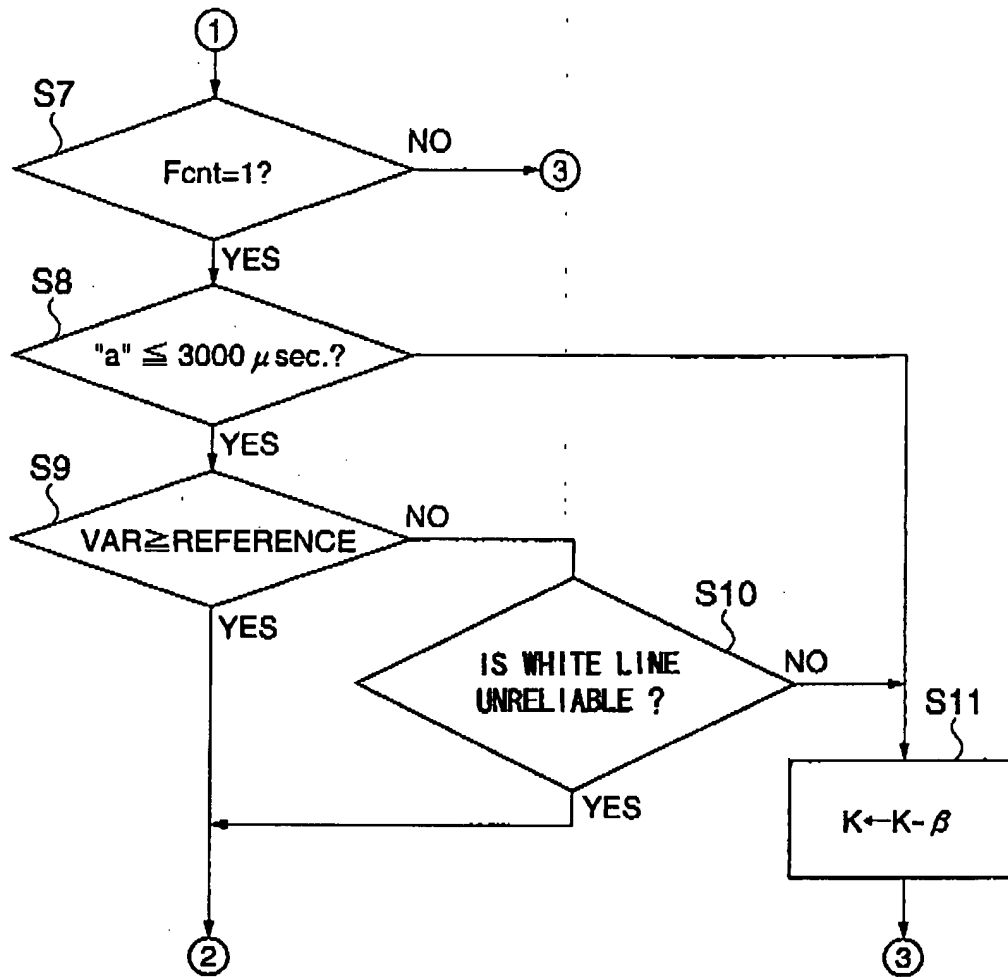 ①
S7
Fcnt=1?
NO
③
YES
S8
"a" ≦ 3000 μsec.?
YES
S9
VAR≧REFERENCE
NO
YES
S10
IS WHITE LINE
UNRELIABLE ?
NO
YES
S11
K←K-β
②
③